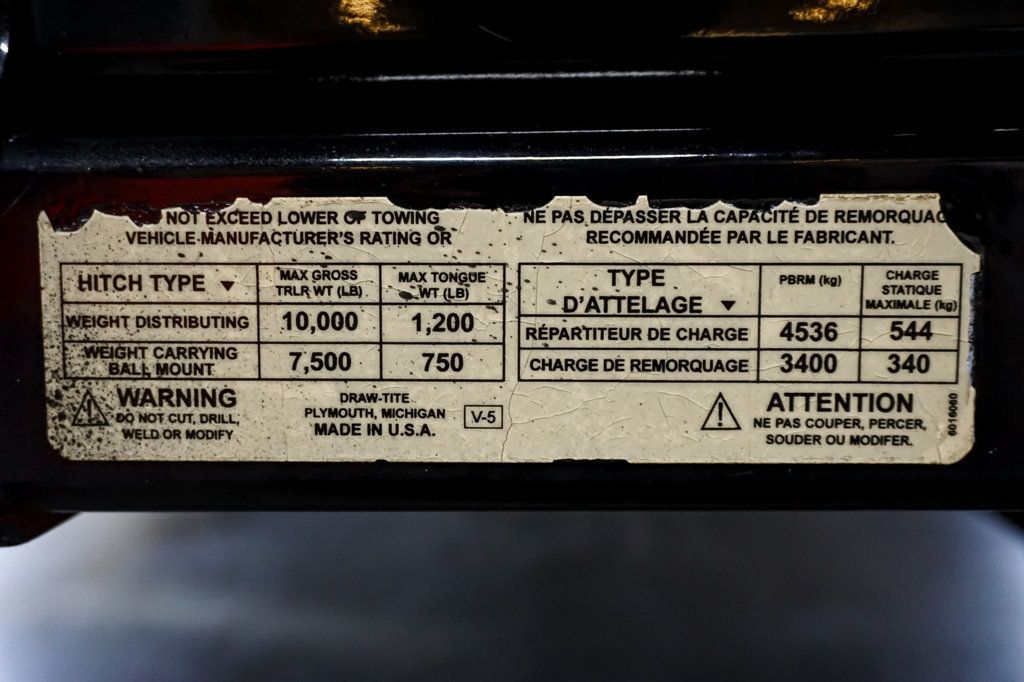 NOT EXCEED LOWER OF TOWING
VEHICLE MANUFACTURER'S RATING OR
HITCH TYPE ▼ MAX GROSS TRLR WT (LB) MAX TONGUE WT (LB)
WEIGHT DISTRIBUTING 10,000 1,200
WEIGHT CARRYING BALL MOUNT 7,500 750
WARNING
DO NOT CUT, DRILL,
WELD OR MODIFY
DRAW-TITE
PLYMOUTH, MICHIGAN
MADE IN U.S.A.
V-5
NE PAS DÉPASSER LA CAPACITÉ DE REMORQUAG
RECOMMANDÉE PAR LE FABRICANT.
TYPE D'ATTELAGE ▼ PBRM (kg) CHARGE STATIQUE MAXIMALE (kg)
RÉPARTITEUR DE CHARGE 4536 544
CHARGE DE REMORQUAGE 3400 340
ATTENTION
NE PAS COUPER, PERCER,
SOUDER OU MODIFER.
6016060